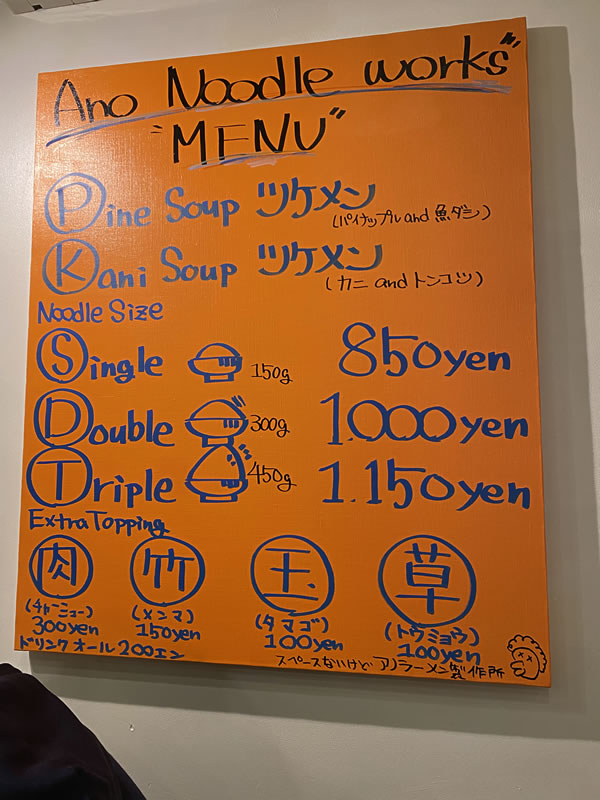 Ano Noodle works"
"MENU"
Pine Soup ツケメン
(パイナップル and 魚ダシ)
Kani Soup ツケメン
(カニ and トンコツ)
Noodle Size
Single 150g 850yen
Double 300g 1.000yen
Triple 450g 1.150yen
Extra Topping
肉 竹 玉 草
(チャーシュー) (メンマ) (タマゴ) (トウミョウ)
300yen 150yen 100yen 100yen
ドリンクオール200エン
スペースないけどアノラーメン製作所